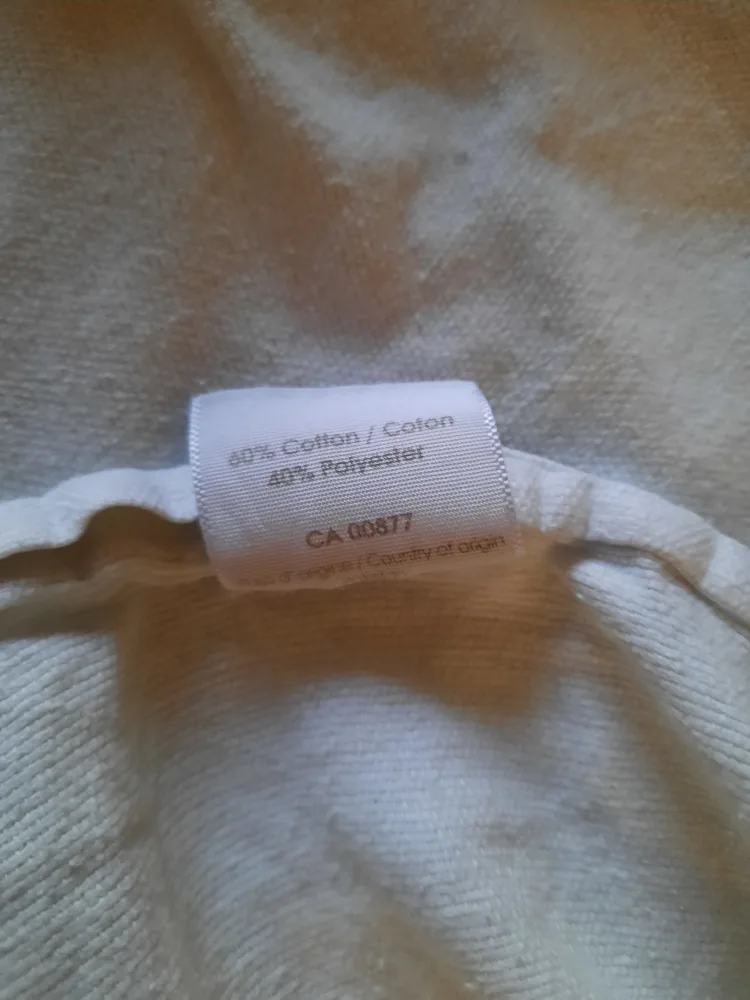 60% Cotton / Coton
40% Polyester
CA 00877
d' origine / Country of origin